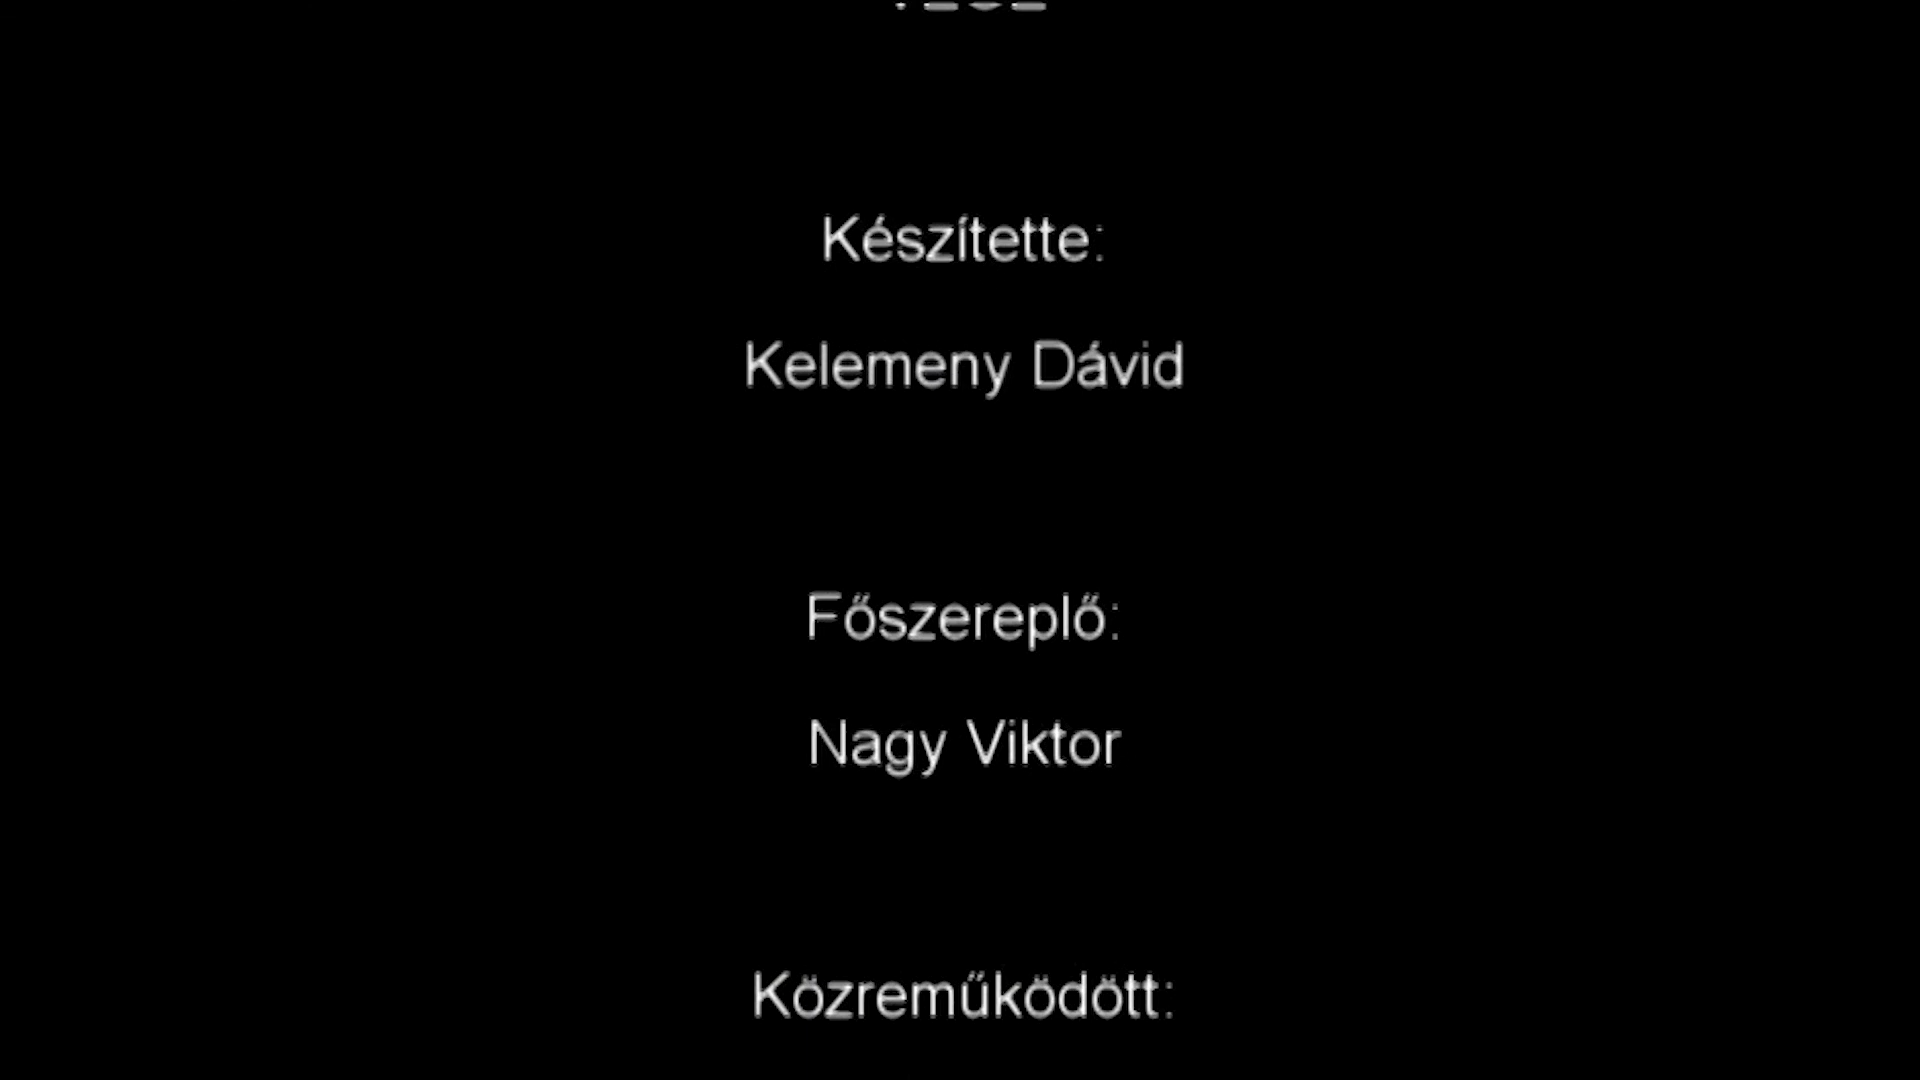 Készítette:
Kelemeny Dávid
Főszereplő:
Nagy Viktor
Közreműködött: